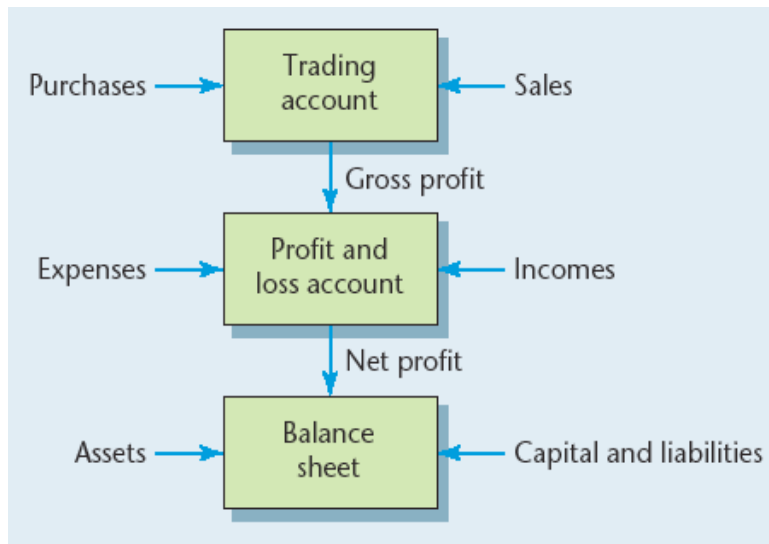 Purchases
Trading
account
Sales
Gross profit
Expenses
Profit and
loss account
Incomes
Net profit
Assets
Balance
sheet
Capital and liabilities